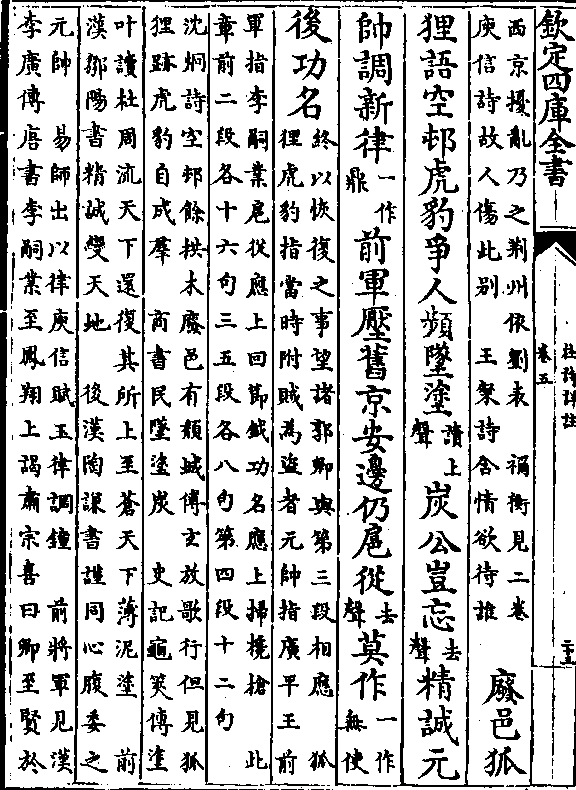 欽定四庫全書
杜詩詳註
卷五
二十五
西京擾亂乃之荆州依劉表　禰衡見二卷
庾信詩故人傷此别　王粲詩含情欲待誰
廢邑狐
狸語空邨虎豹爭人頻墜塗讀上聲炭公豈忘去聲精誠元
帥調新律一作鼎前軍壓舊京安邊仍扈從去聲莫作一作無使
後功名
終以恢復之事望諸郭卿與第三段相應狐
狸虎豹指當時附賊為盗者元帥指廣平王前
軍指李嗣業扈從應上回節鉞功名應上掃欃槍　此
章前二段各十六句三五段各八句第四段十二句
沈炯詩空邨餘拱木廢邑有頽城傅玄放歌行但見狐
狸跡虎豹自成羣　尚書民墜塗炭　史記龜筴傳塗
叶讀杜周流天下還復其所上至蒼天下薄泥塗　前
漢鄒陽書精誠變天地　後漢陶謙書謹同心腹委之
元帥　易師出以律庾信賦玉律調鐘　前將軍見漢
李廣傳唐書李嗣業至鳳翔上謁肅宗喜曰卿至賢於